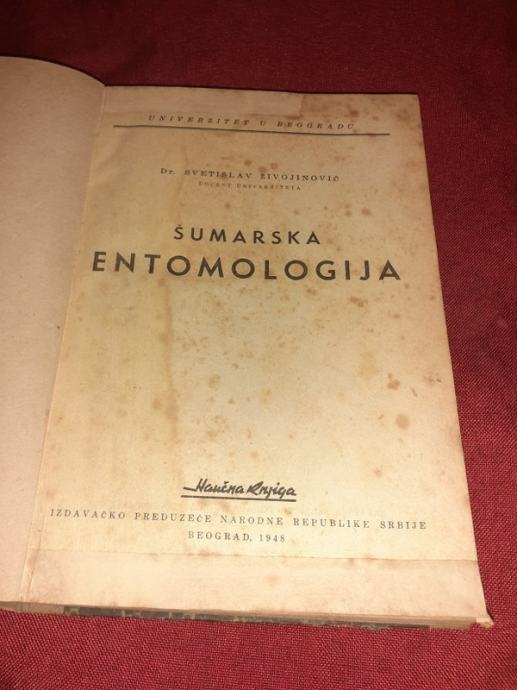 UNIVERZITET U BEOGRADU
Dr. SVETISLAV ŽIVOJINOVIĆ
DOCENT UNIVERZITETA
ŠUMARSKA
ENTOMOLOGIJA
Naučna Knjiga
IZDAVAČKO PREDUZEĆE NARODNE REPUBLIKE SRBIJE
BEOGRAD, 1948